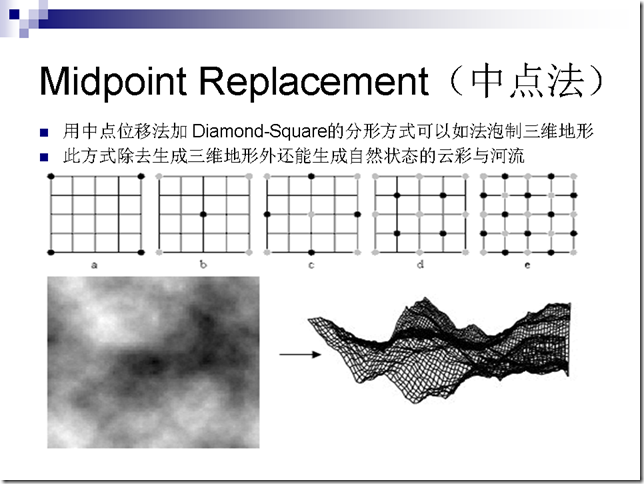 Midpoint Replacement（中点法）
用中点位移法加 Diamond-Square的分形方式可以如法泡制三维地形
此方式除去生成三维地形外还能生成自然状态的云彩与河流
a b c d e